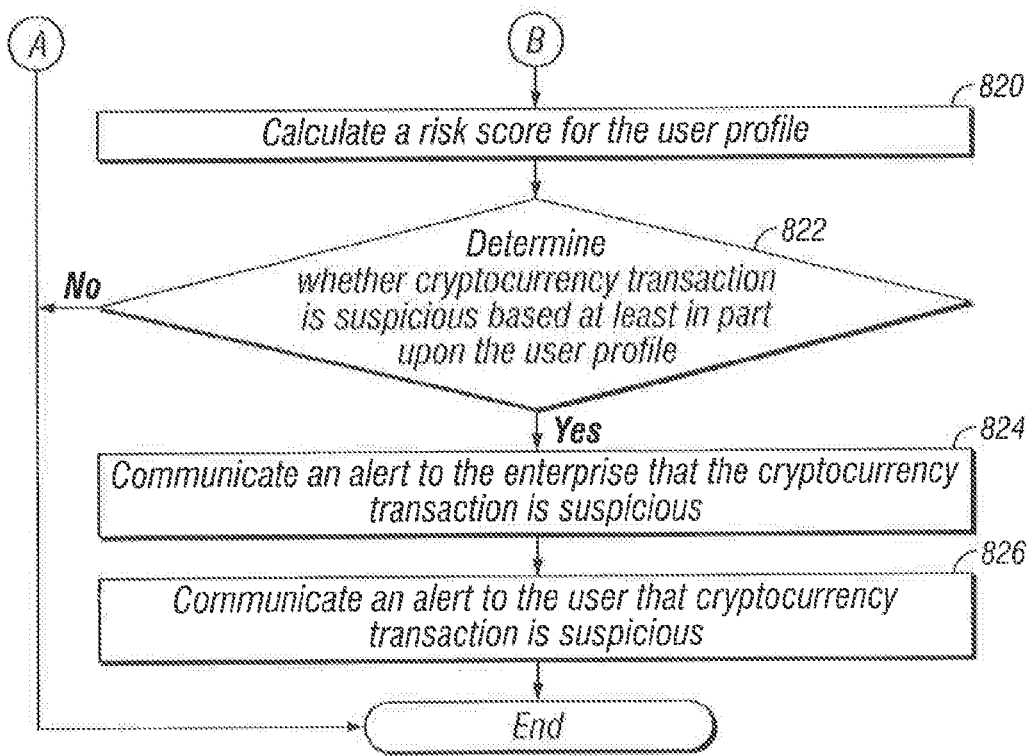 A
B
820
Calculate a risk score for the user profile
822
Determine
whether cryptocurrency transaction
is suspicious based at least in part
upon the user profile
No
Yes
824
Communicate an alert to the enterprise that the cryptocurrency
transaction is suspicious
826
Communicate an alert to the user that cryptocurrency
transaction is suspicious
End